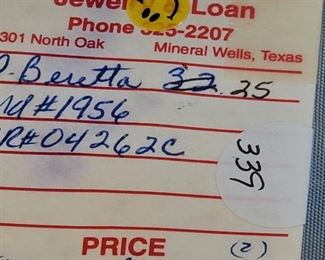 Loan
Phone 325-2207
301 North Oak Mineral Wells, Texas
Beretta 32 .25
#1956
R#04262C
339
PRICE (2)